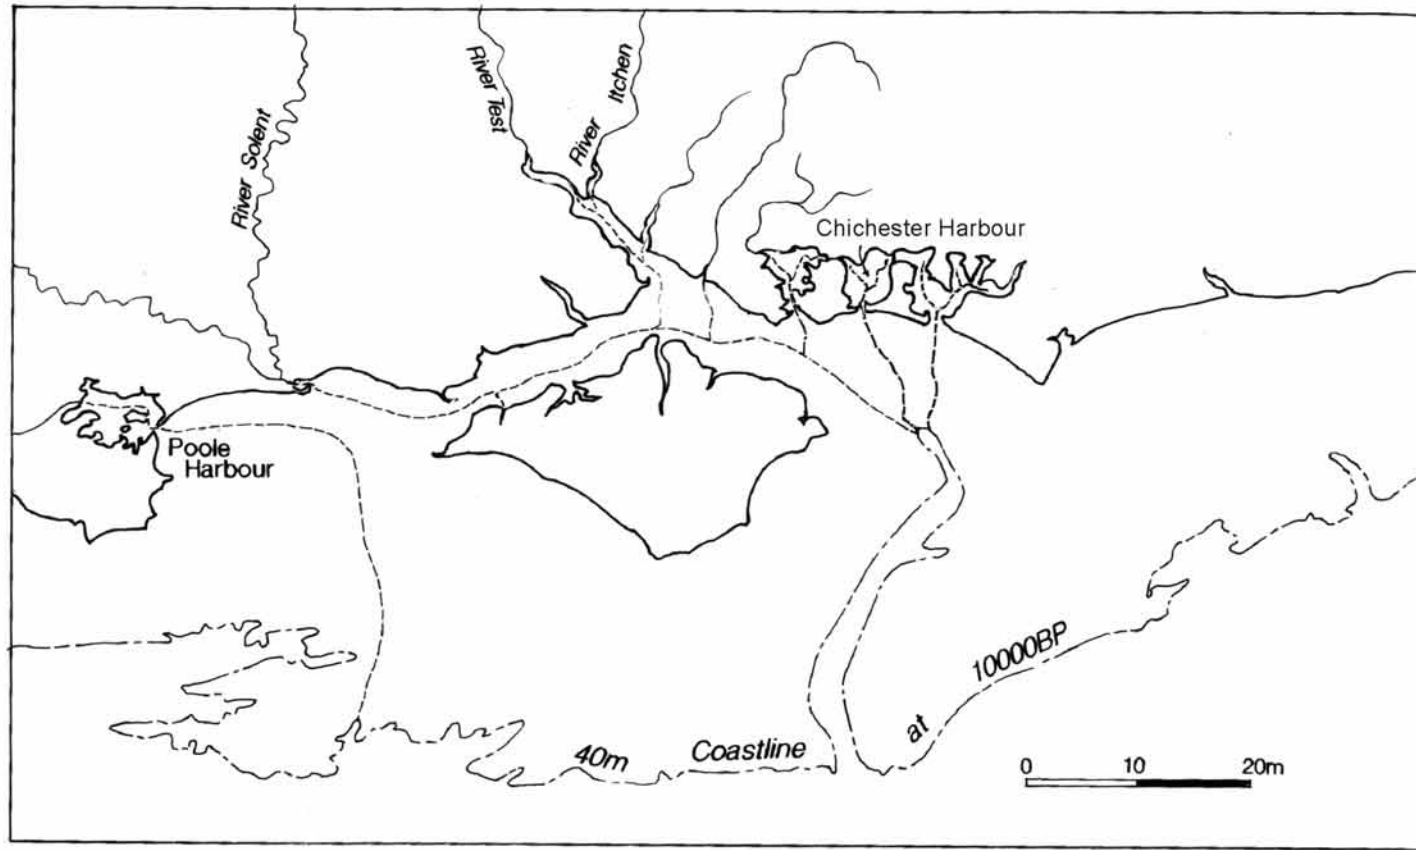 River Solent
River Test
River Itchen
Chichester Harbour
Poole
Harbour
40m Coastline at 10000BP
0 10 20m